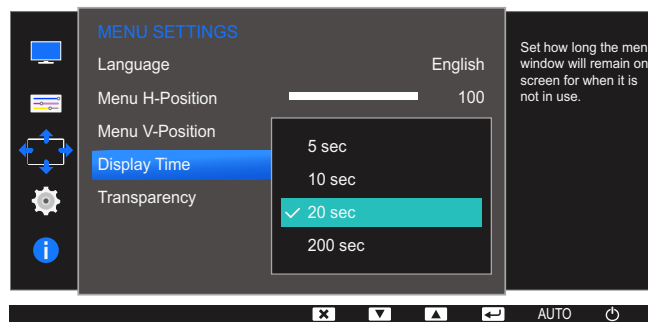 MENU SETTINGS
Language English
Menu H-Position 100
Menu V-Position
Display Time
Transparency
5 sec
10 sec
20 sec
200 sec
Set how long the men
window will remain on
screen for when it is
not in use.
AUTO